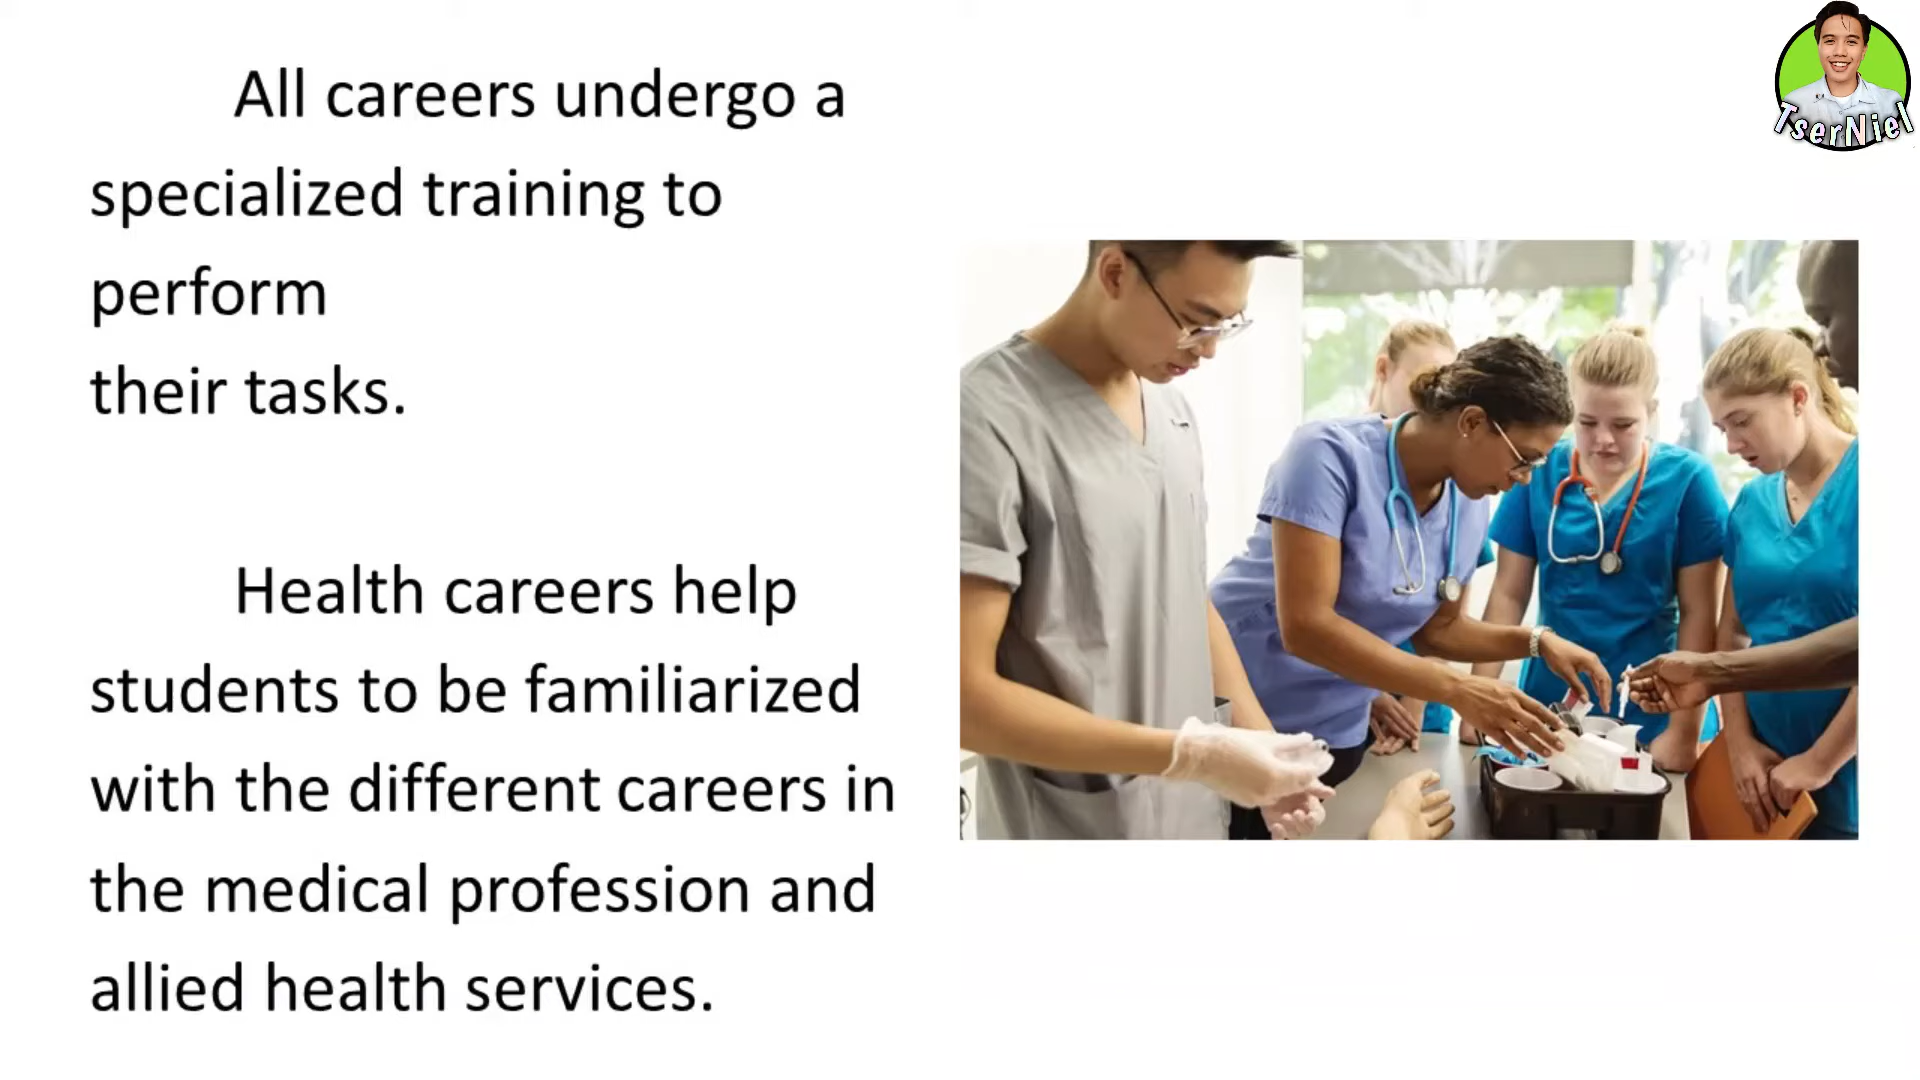 All careers undergo a
specialized training to
perform
their tasks.
Health careers help
students to be familiarized
with the different careers in
the medical profession and
allied health services.
TserNiel